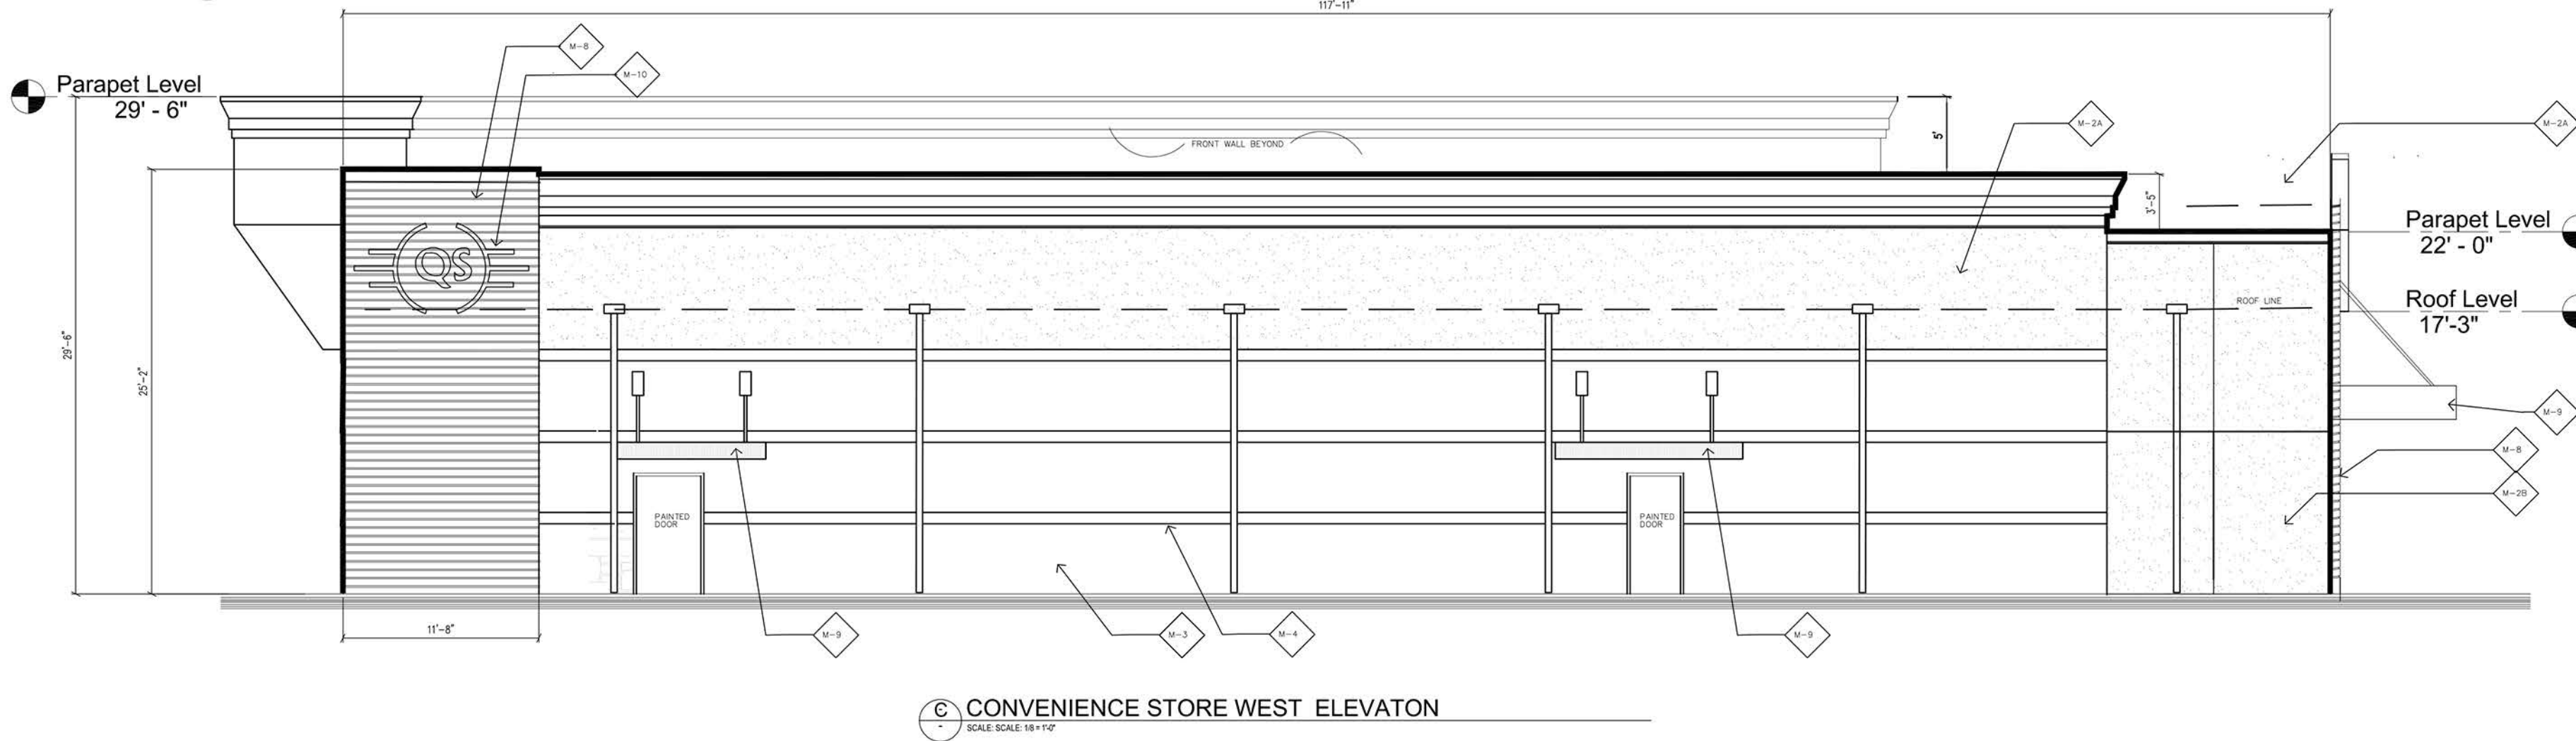 117'-11"
M-8
M-10
Parapet Level
29' - 6"
M-2A
M-2A
5'
FRONT WALL BEYOND
3'-5"
Parapet Level
22' - 0"
QS
Roof Level
17'-3"
ROOF LINE
29'-6"
25'-2"
M-9
M-8
M-2B
PAINTED
DOOR
PAINTED
DOOR
11'-8"
M-9
M-3
M-4
M-9
C
-
CONVENIENCE STORE WEST ELEVATON
SCALE: SCALE: 1/8 = 1'-0"